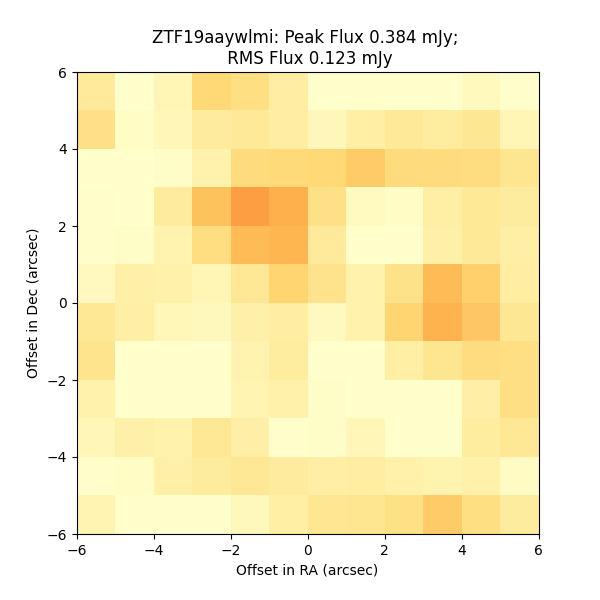 ZTF19aaywlmi: Peak Flux 0.384 mJy;
RMS Flux 0.123 mJy
6
4
2
0
−2
−4
−6
Offset in Dec (arcsec)
−6 −4 −2 0 2 4 6
Offset in RA (arcsec)